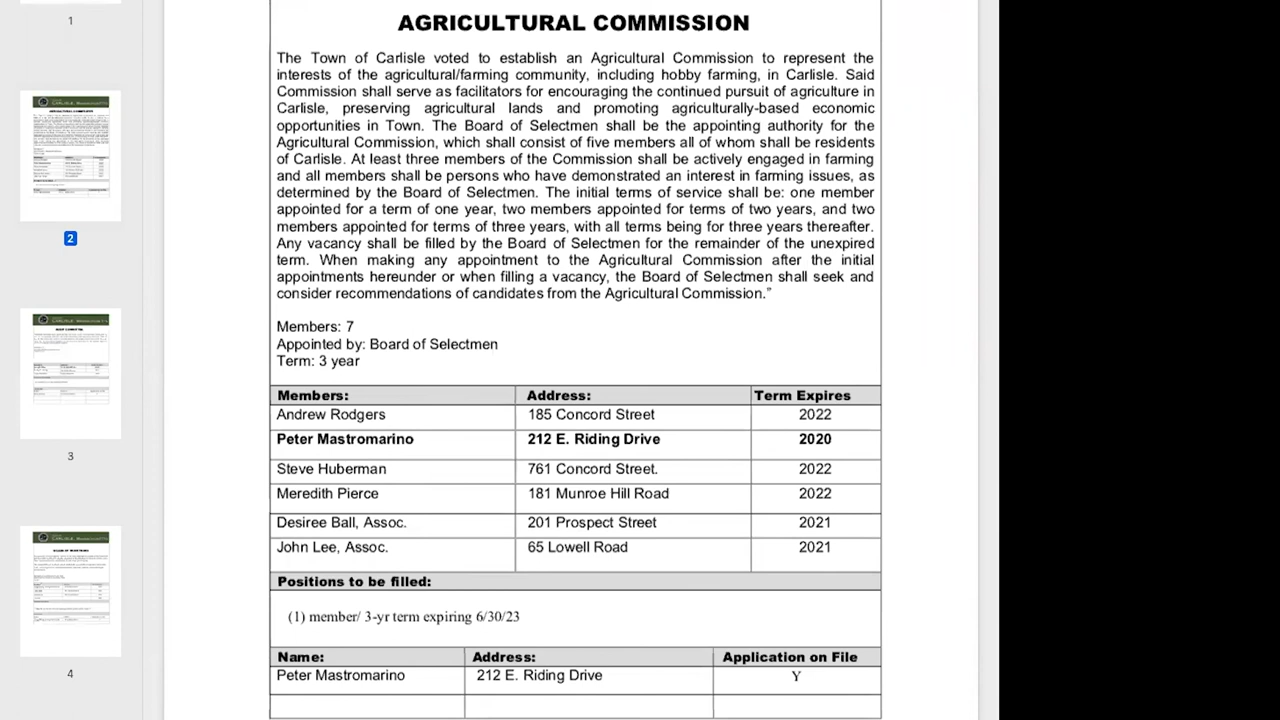 1
AGRICULTURAL COMMISSION
The Town of Carlisle voted to establish an Agricultural Commission to represent the
interests of the agricultural/farming community, including hobby farming, in Carlisle. Said
Commission shall serve as facilitators for encouraging the continued pursuit of agriculture in
Carlisle preserving agricultural lands and promoting agricultural-based economic
opportunities in Town. The Board of Selectmen shall be the appointing authority for the
Agricultural Commission, which shall consist of five members all of whom shall be residents
of Carlisle. At least three members of the Commission shall be actively engaged in farming
and all members shall be persons who have demonstrated an interest in farming issues, as
determined by the Board of Selectmen. The initial terms of service shall be: one member
appointed for a term of one year, two members appointed for terms of two years, and two
members appointed for terms of three years, with all terms being for three years thereafter.
Any vacancy shall be filled by the Board of Selectmen for the remainder of the unexpired
term. When making any appointment to the Agricultural Commission after the initial
appointments hereunder or when filling a vacancy, the Board of Selectmen shall seek and
consider recommendations of candidates from the Agricultural Commission.”
2
Members: 7
Appointed by: Board of Selectmen
Term: 3 year
Members: Address: Term Expires
Andrew Rodgers 185 Concord Street 2022
Peter Mastromarino 212 E. Riding Drive 2020
3
Steve Huberman 761 Concord Street. 2022
Meredith Pierce 181 Munroe Hill Road 2022
Desiree Ball, Assoc. 201 Prospect Street 2021
John Lee, Assoc. 65 Lowell Road 2021
Positions to be filled:
(1) member/ 3-yr term expiring 6/30/23
Name: Address: Application on File
Peter Mastromarino 212 E. Riding Drive Y
4